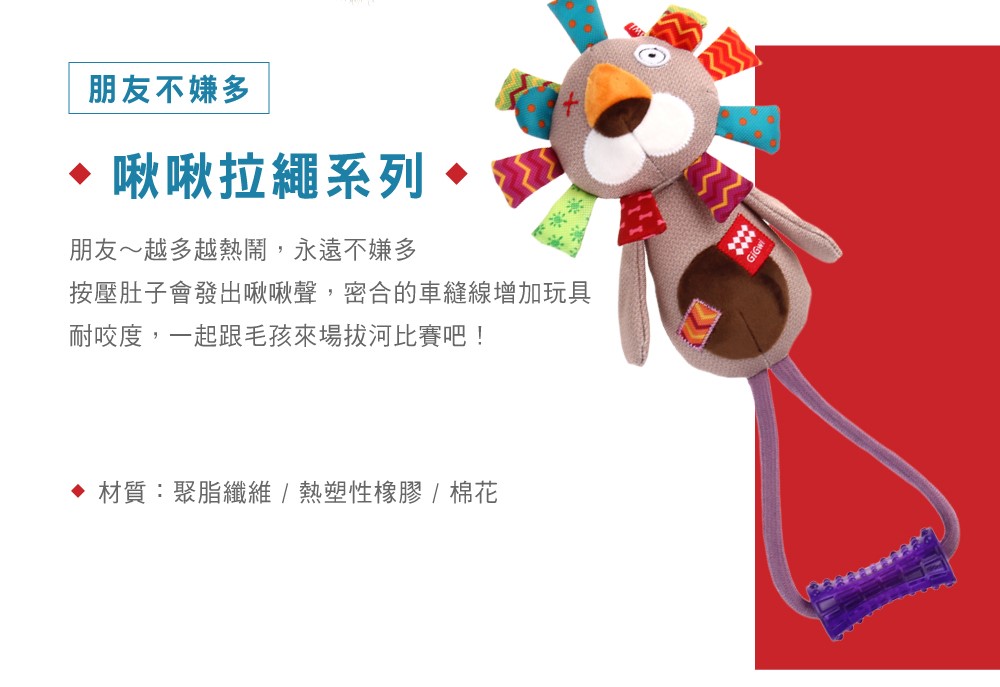 朋友不嫌多
啾啾拉繩系列
朋友～越多越熱鬧，永遠不嫌多
按壓肚子會發出啾啾聲，密合的車縫線增加玩具
耐咬度，一起跟毛孩來場拔河比賽吧！
GiGwi
材質：聚脂纖維 / 熱塑性橡膠 / 棉花